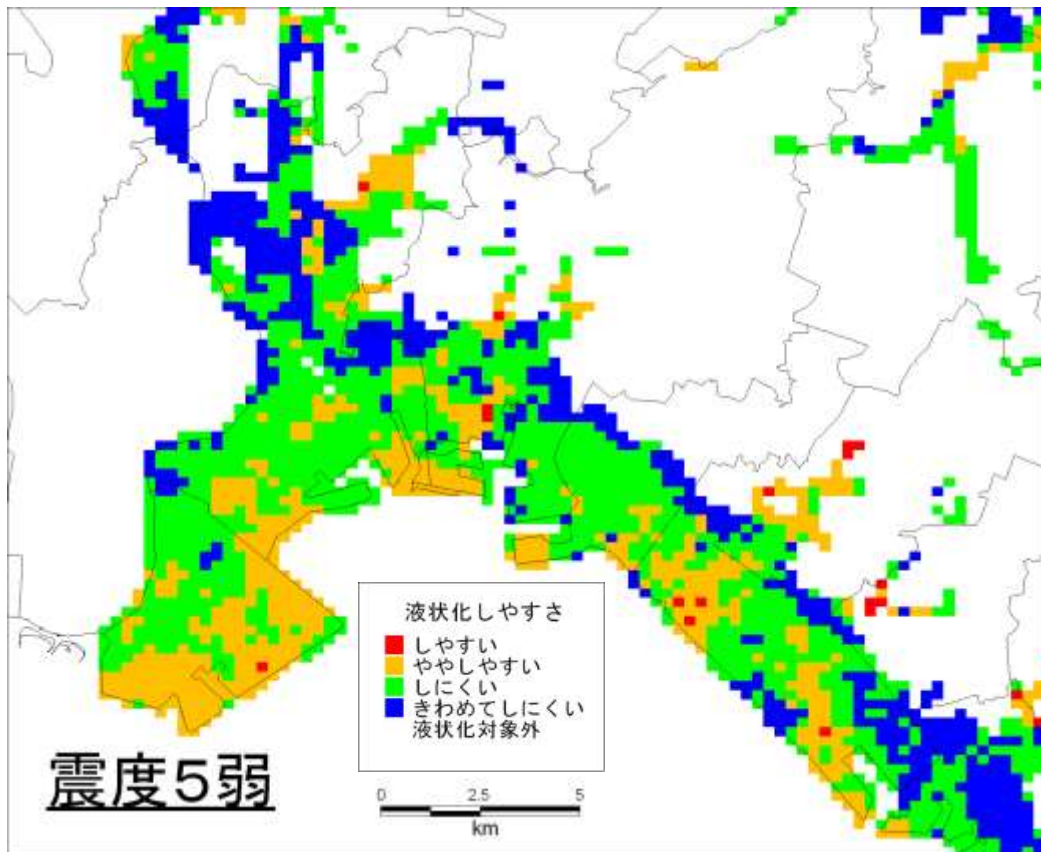 液状化しやすさ
しやすい
ややしやすい
しにくい
きわめてしにくい
液状化対象外
震度5弱
0 2.5 5
km